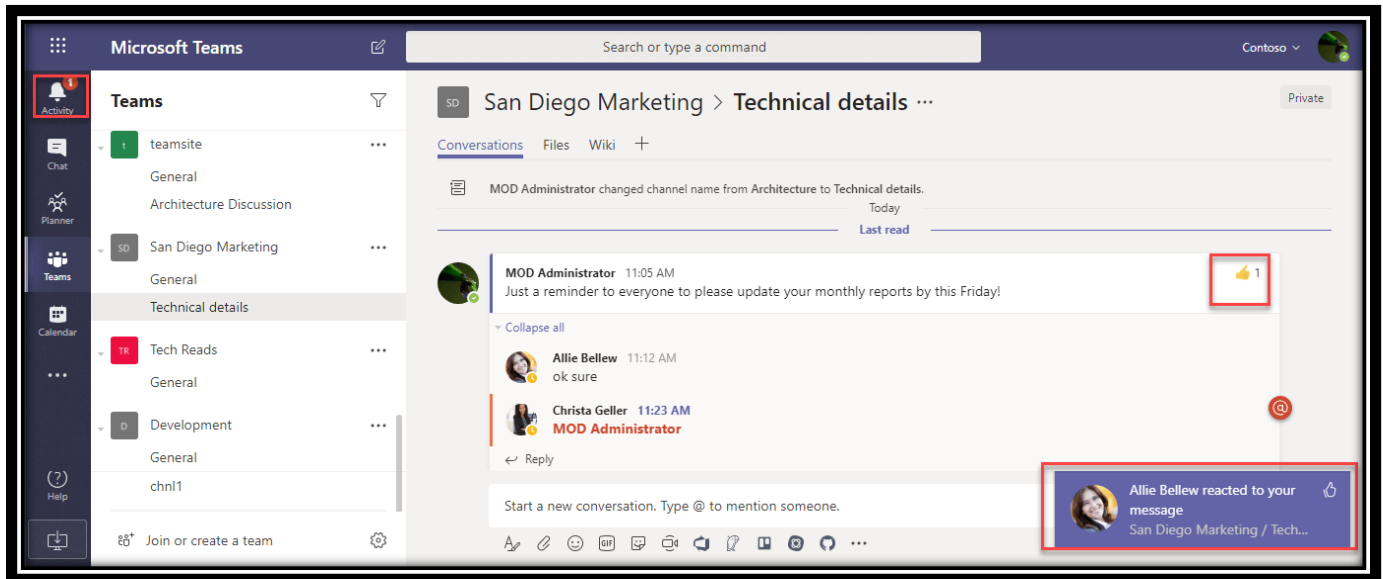 Microsoft Teams
Search or type a command
Contoso
1
Activity
Chat
Planner
Teams
Calendar
Help
Teams
t
teamsite
General
Architecture Discussion
SD
San Diego Marketing
General
Technical details
TR
Tech Reads
General
D
Development
General
chnl1
Join or create a team
SD
San Diego Marketing > Technical details ...
Private
Conversations Files Wiki
MOD Administrator changed channel name from Architecture to Technical details.
Today
Last read
MOD Administrator 11:05 AM
1
Just a reminder to everyone to please update your monthly reports by this Friday!
Collapse all
Allie Bellew 11:12 AM
ok sure
Christa Geller 11:23 AM
@
MOD Administrator
Reply
Start a new conversation. Type @ to mention someone.
GIF
Allie Bellew reacted to your
message
San Diego Marketing / Tech...